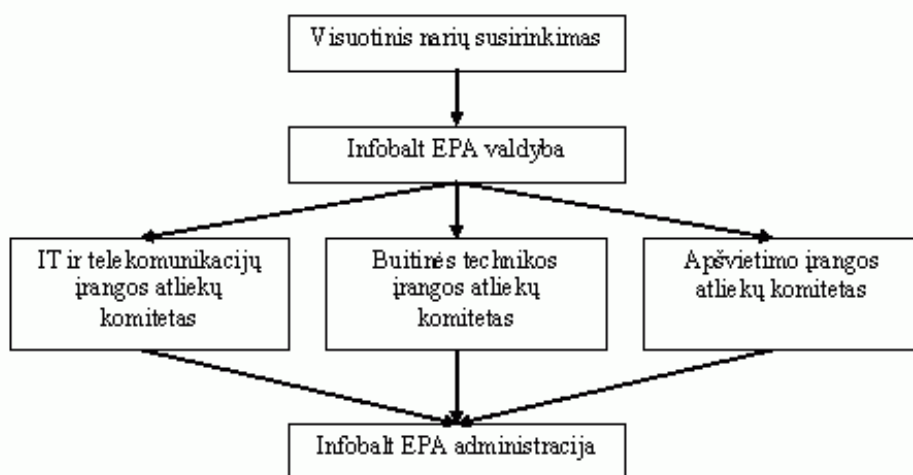 Visuotinis narių susirinkimas
Infobalt EPA valdyba
IT ir telekomunikacijų
įrangos atliekų
komitetas
Buitinės technikos
įrangos atliekų
komitetas
Apšvietimo įrangos
atliekų komitetas
Infobalt EPA administracija